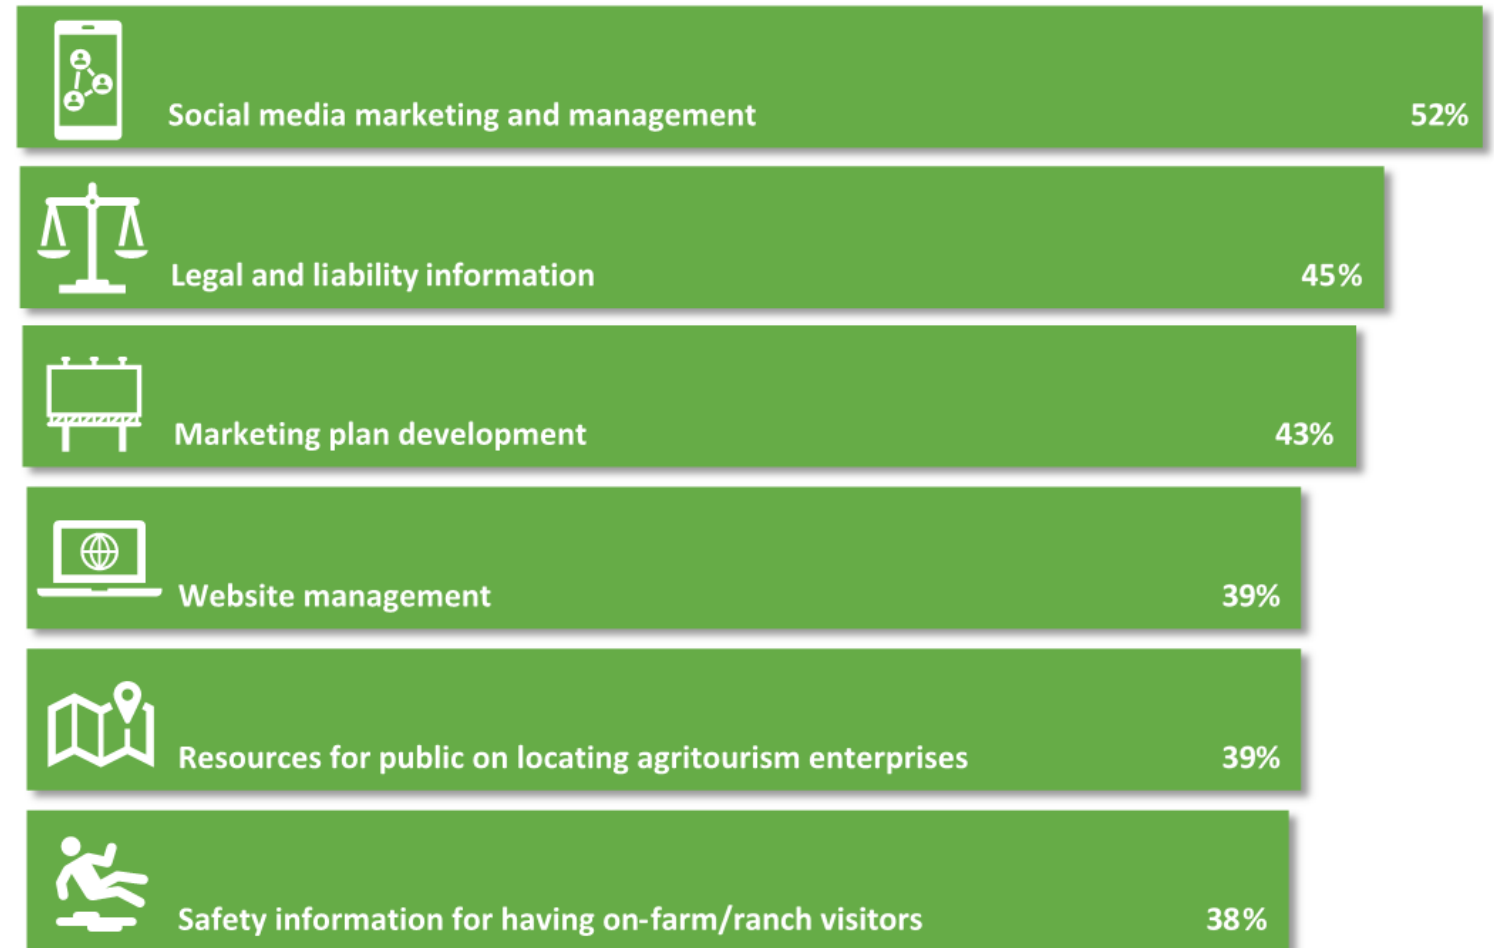 Social media marketing and management 52%
Legal and liability information 45%
Marketing plan development 43%
Website management 39%
Resources for public on locating agritourism enterprises 39%
Safety information for having on-farm/ranch visitors 38%